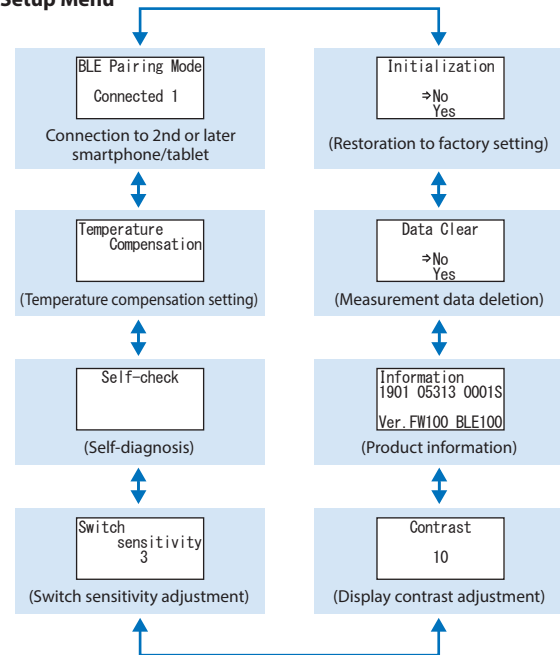 Setup Menu
BLE Pairing Mode
Connected 1
Connection to 2nd or later
smartphone/tablet
Temperature
Compensation
(Temperature compensation setting)
Self-check
(Self-diagnosis)
Switch
sensitivity
3
(Switch sensitivity adjustment)
Initialization
⇒No
Yes
(Restoration to factory setting)
Data Clear
⇒No
Yes
(Measurement data deletion)
Information
1901 05313 0001S
Ver.FW100 BLE100
(Product information)
Contrast
10
(Display contrast adjustment)